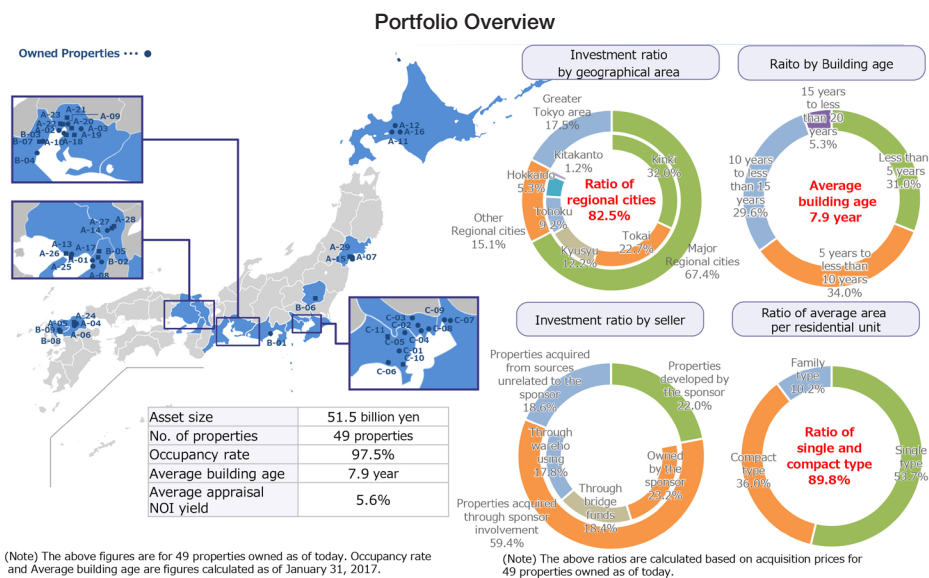 Portfolio Overview
Owned Properties ••• ●
A-21
A-23
A-09
A-22
A-20
A-02
A-03
B-03
A-19
B-07
A-10
A-18
B-04
A-27
A-28
A-14
A-13
A-17
A-26
A-01
B-05
A-25
B-02
A-08
A-12
A-16
A-11
A-29
A-15
A-07
B-06
A-24
A-05
A-04
B-09
A-06
B-08
B-01
C-09
C-03
C-07
C-02
C-11
C-04
C-08
C-05
C-01
C-10
C-06
Asset size 51.5 billion yen
No. of properties 49 properties
Occupancy rate 97.5%
Average building age 7.9 year
Average appraisal
NOI yield 5.6%
(Note) The above figures are for 49 properties owned as of today. Occupancy rate
and Average building age are figures calculated as of January 31, 2017.
Investment ratio
by geographical area
Greater
Tokyo area
17.5%
Kitakanto
1.2%
Hokkaido
5.3%
Tohoku
9.2%
Kyusyu
12.2%
Tokai
22.7%
Kinki
32.0%
Other
Regional cities
15.1%
Major
Regional cities
67.4%
Ratio of
regional cities
82.5%
Raito by Building age
15 years
to less
than 20
years
5.3%
Less than
5 years
31.0%
10 years
to less
than 15
years
29.6%
5 years to
less than
10 years
34.0%
Average
building age
7.9 year
Investment ratio by seller
Properties acquired
from sources
unrelated to the
sponsor
18.6%
Properties
developed by
the sponsor
22.0%
Through
wareho
using
17.8%
Owned
by the
sponsor
23.2%
Through
bridge
funds
18.4%
Properties acquired
through sponsor
involvement
59.4%
Ratio of average area
per residential unit
Family
type
10.2%
Compact
type
36.0%
Single
type
53.7%
Ratio of
single and
compact type
89.8%
(Note) The above ratios are calculated based on acquisition prices for
49 properties owned as of today.